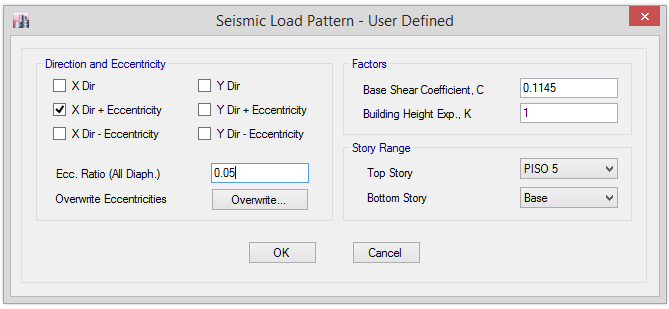 Seismic Load Pattern - User Defined
Direction and Eccentricity
X Dir
Y Dir
X Dir + Eccentricity
Y Dir + Eccentricity
X Dir - Eccentricity
Y Dir - Eccentricity
Ecc. Ratio (All Diaph.)
0.05
Overwrite Eccentricities
Overwrite...
Factors
Base Shear Coefficient, C
0.1145
Building Height Exp., K
1
Story Range
Top Story
PISO 5
Bottom Story
Base
OK
Cancel